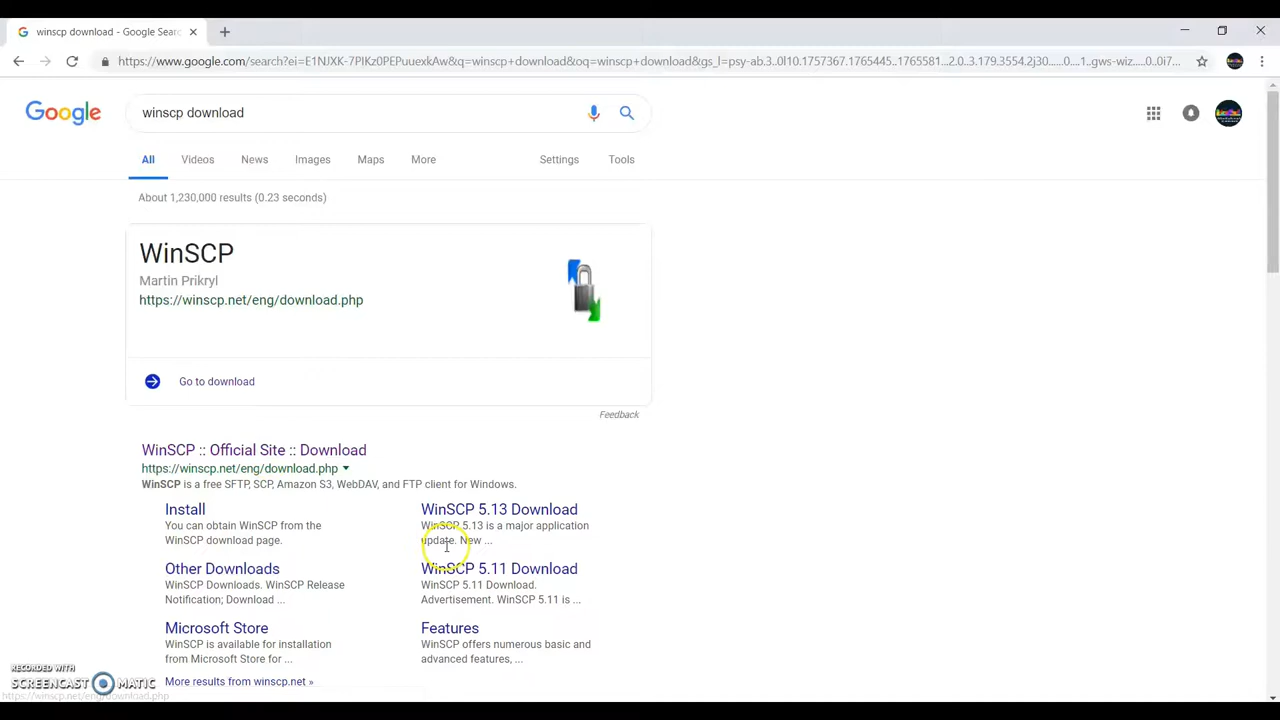 winscp download - Google Searc
https://www.google.com/search?ei=E1NJXK-7PIKz0PEPuuexkAw&q=winscp+download&oq=winscp+download&gs_l=psy-ab.3..0l10.1757367.1765445.1765581...2.0..3.179.3554.2j30......0....1..gws-wiz.....0..0i7...
Google
winscp download
All Videos News Images Maps More Settings Tools
About 1,230,000 results (0.23 seconds)
WinSCP
Martin Prikryl
https://winscp.net/eng/download.php
Go to download
Feedback
WinSCP :: Official Site :: Download
https://winscp.net/eng/download.php
WinSCP is a free SFTP, SCP, Amazon S3, WebDAV, and FTP client for Windows.
Install
You can obtain WinSCP from the
WinSCP download page.
WinSCP 5.13 Download
WinSCP 5.13 is a major application
update. New ...
Other Downloads
WinSCP Downloads. WinSCP Release
Notification; Download ...
WinSCP 5.11 Download
WinSCP 5.11 Download.
Advertisement. WinSCP 5.11 is ...
Microsoft Store
WinSCP is available for installation
from Microsoft Store for ...
Features
WinSCP offers numerous basic and
advanced features, ...
More results from winscp.net »
RECORDED WITH
SCREENCAST MATIC
https://winscp.net/eng/download.php